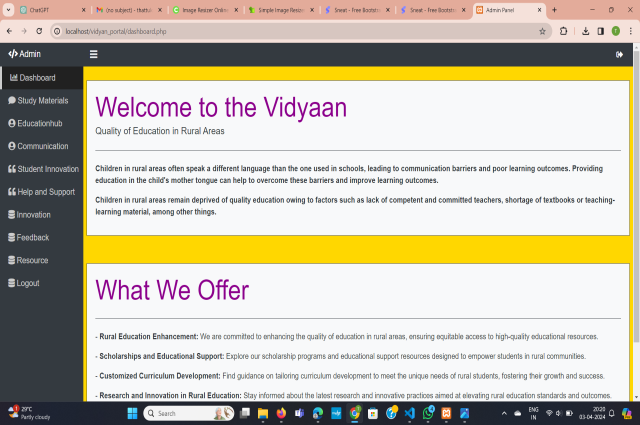 ChatGPT
(no subject) - thathva
Image Resizer Online
Simple Image Resize
Sneat - Free Bootstr
Sneat - Free Bootstr
Admin Panel
localhost/vidyan_portal/dashboard.php
Admin
Dashboard
Study Materials
Educationhub
Communication
Student Innovation
Help and Support
Innovation
Feedback
Resource
Logout
Welcome to the Vidyaan
Quality of Education in Rural Areas
Children in rural areas often speak a different language than the one used in schools, leading to communication barriers and poor learning outcomes. Providing
education in the child's mother tongue can help to overcome these barriers and improve learning outcomes.
Children in rural areas remain deprived of quality education owing to factors such as lack of competent and committed teachers, shortage of textbooks or teaching-
learning material, among other things.
What We Offer
- Rural Education Enhancement: We are committed to enhancing the quality of education in rural areas, ensuring equitable access to high-quality educational resources.
- Scholarships and Educational Support: Explore our scholarship programs and educational support resources designed to empower students in rural communities.
- Customized Curriculum Development: Find guidance on tailoring curriculum development to meet the unique needs of rural students, fostering their growth and success.
- Research and Innovation in Rural Education: Stay informed about the latest research and innovative practices aimed at elevating rural education standards and outcomes.
29°C
Partly cloudy
Search
ENG
IN
20:20
03-04-2024